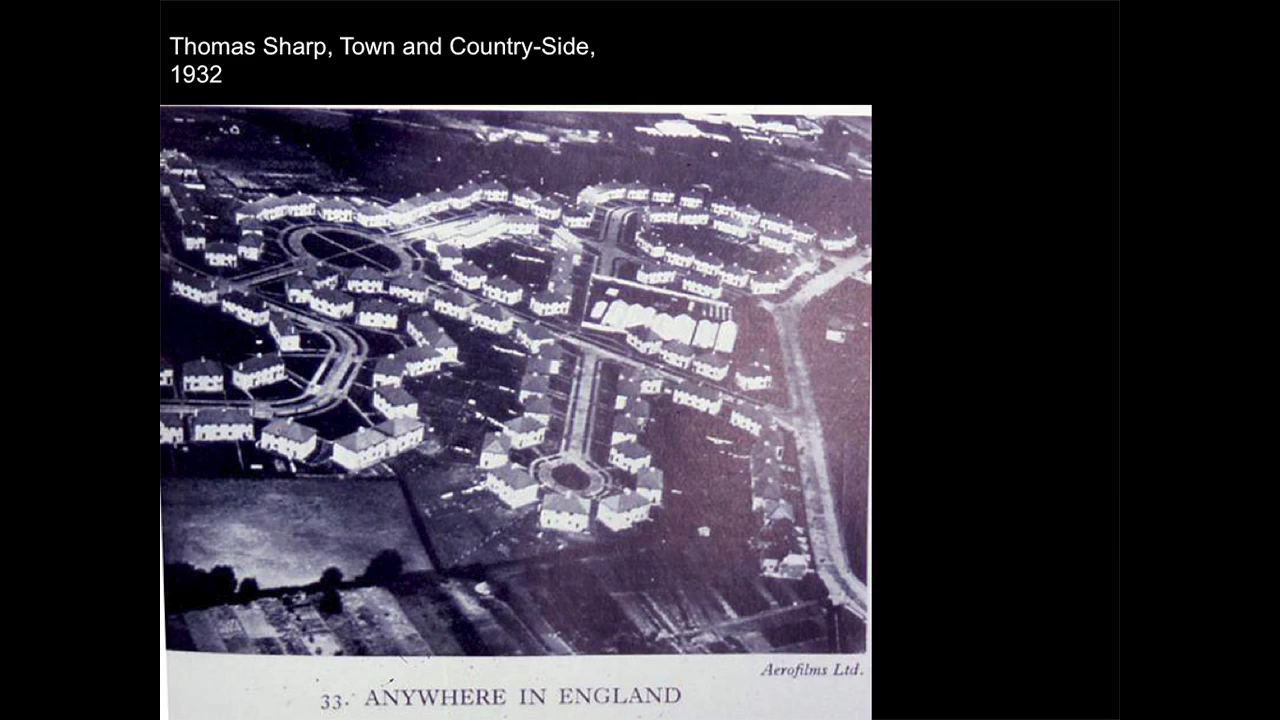 Thomas Sharp, Town and Country-Side,
1932
Aerofilms Ltd.
33. ANYWHERE IN ENGLAND